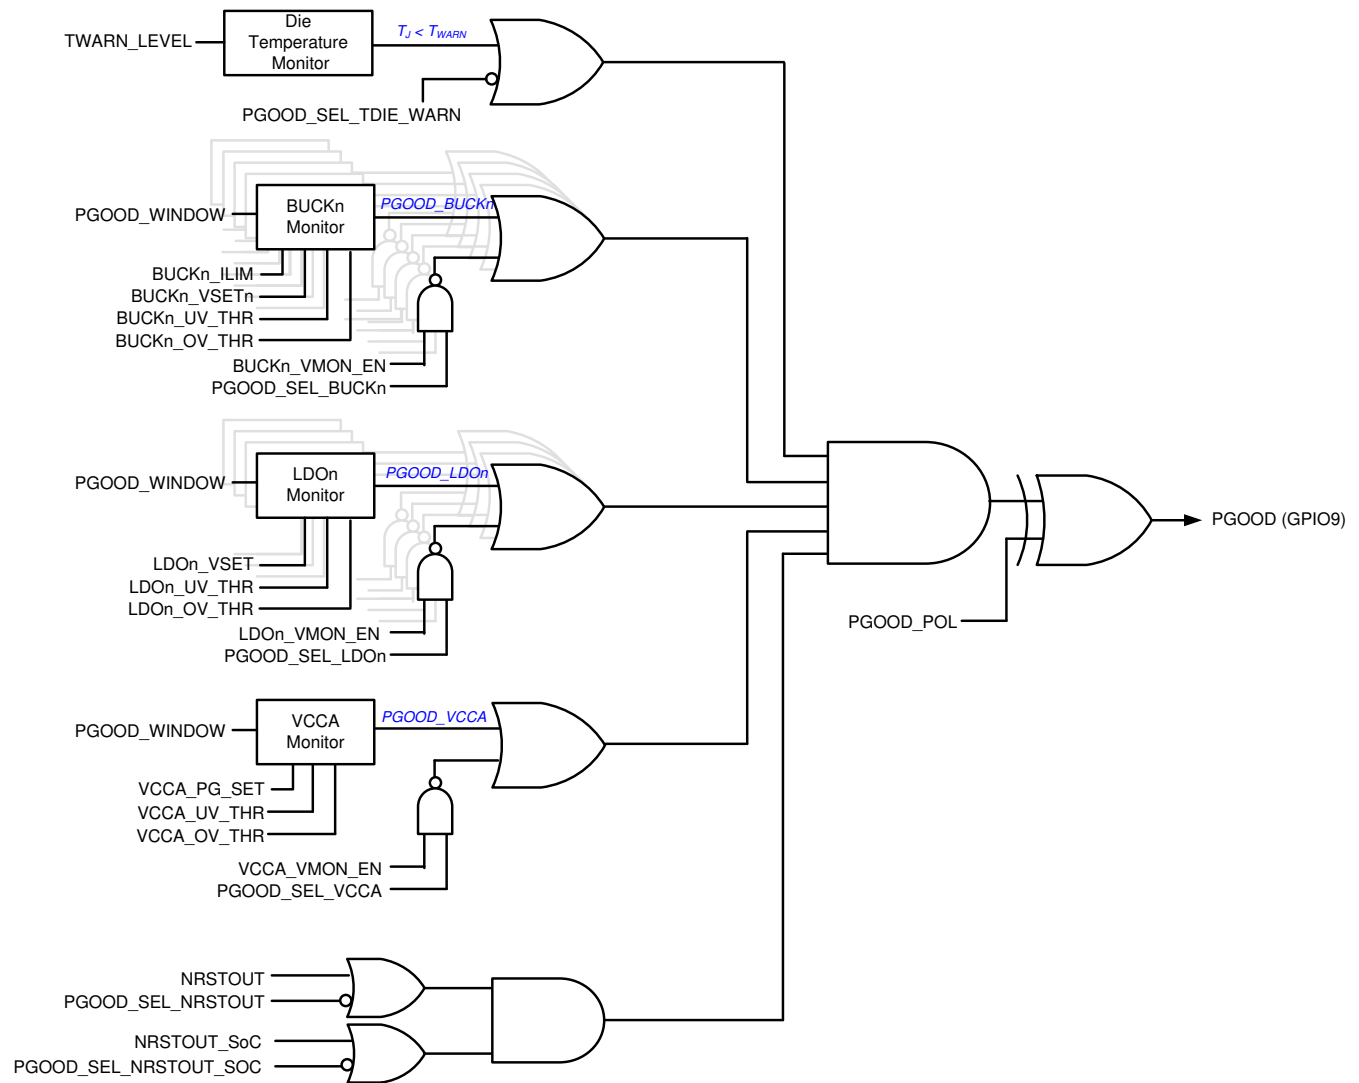 TWARN_LEVEL
Die
Temperature
Monitor
TJ < TWARN
PGOOD_SEL_TDIE_WARN
PGOOD_WINDOW
BUCKn
Monitor
PGOOD_BUCKn
BUCKn_ILIM
BUCKn_VSETn
BUCKn_UV_THR
BUCKn_OV_THR
BUCKn_VMON_EN
PGOOD_SEL_BUCKn
PGOOD_WINDOW
LDOn
Monitor
PGOOD_LDOn
LDOn_VSET
LDOn_UV_THR
LDOn_OV_THR
LDOn_VMON_EN
PGOOD_SEL_LDOn
PGOOD_POL
PGOOD (GPIO9)
PGOOD_WINDOW
VCCA
Monitor
PGOOD_VCCA
VCCA_PG_SET
VCCA_UV_THR
VCCA_OV_THR
VCCA_VMON_EN
PGOOD_SEL_VCCA
NRSTOUT
PGOOD_SEL_NRSTOUT
NRSTOUT_SoC
PGOOD_SEL_NRSTOUT_SOC